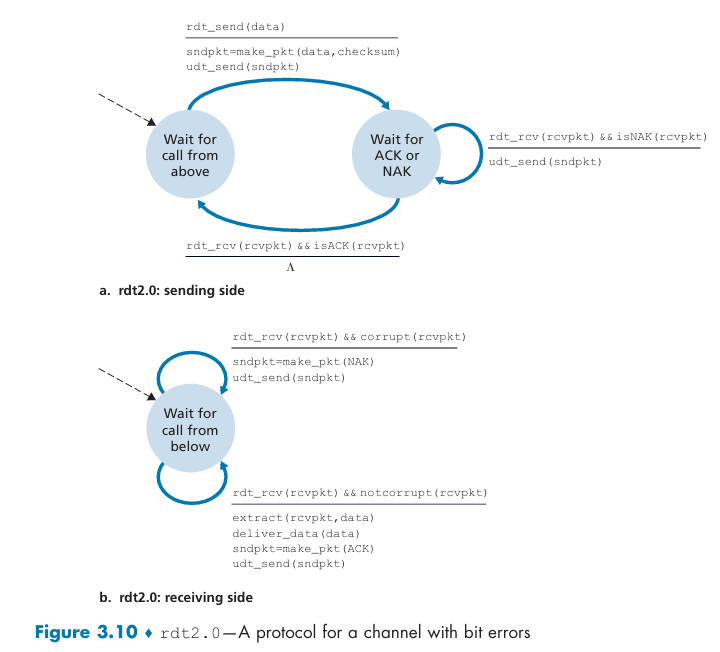 rdt_send(data)
sndpkt=make_pkt(data,checksum)
udt_send(sndpkt)
Wait for
call from
above
Wait for
ACK or
NAK
rdt_rcv(rcvpkt) && isNAK(rcvpkt)
udt_send(sndpkt)
rdt_rcv(rcvpkt) && isACK(rcvpkt)
Λ
a. rdt2.0: sending side
rdt_rcv(rcvpkt) && corrupt(rcvpkt)
sndpkt=make_pkt(NAK)
udt_send(sndpkt)
Wait for
call from
below
rdt_rcv(rcvpkt) && notcorrupt(rcvpkt)
extract(rcvpkt,data)
deliver_data(data)
sndpkt=make_pkt(ACK)
udt_send(sndpkt)
b. rdt2.0: receiving side
Figure 3.10 ♦ rdt2.0—A protocol for a channel with bit errors